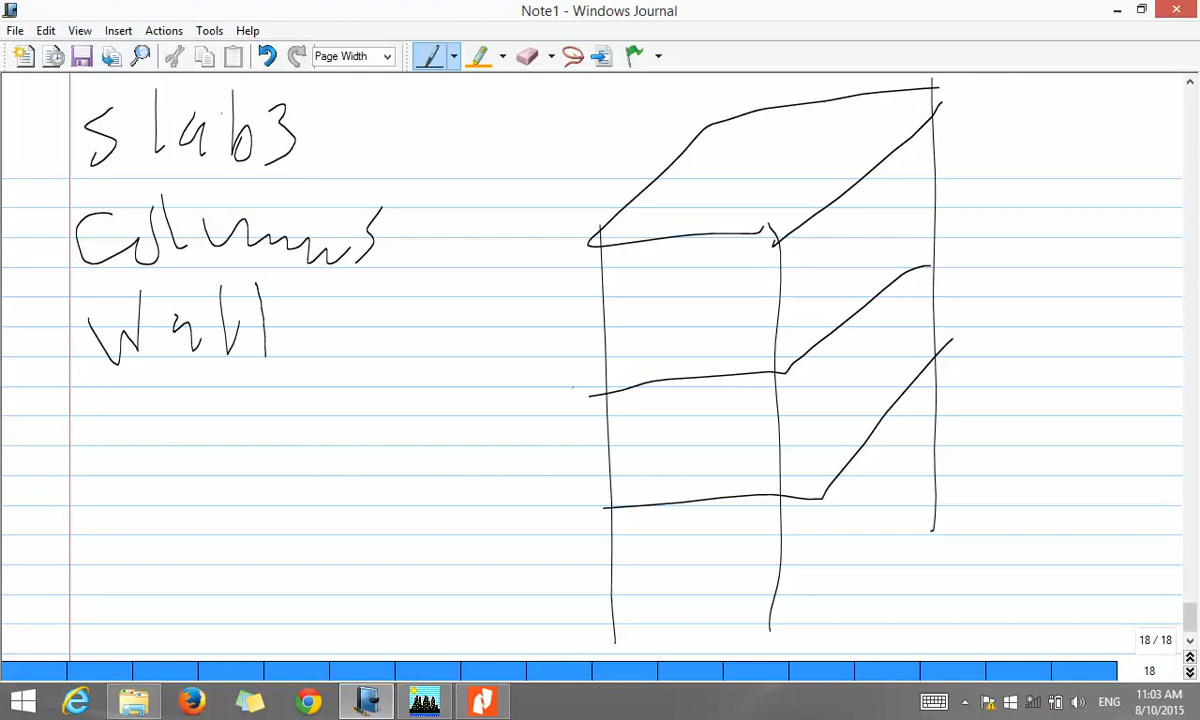 Note1 - Windows Journal
File Edit View Insert Actions Tools Help
Page Width
slabs
Columns
Wall
18 / 18
18
ENG
11:03 AM
8/10/2015